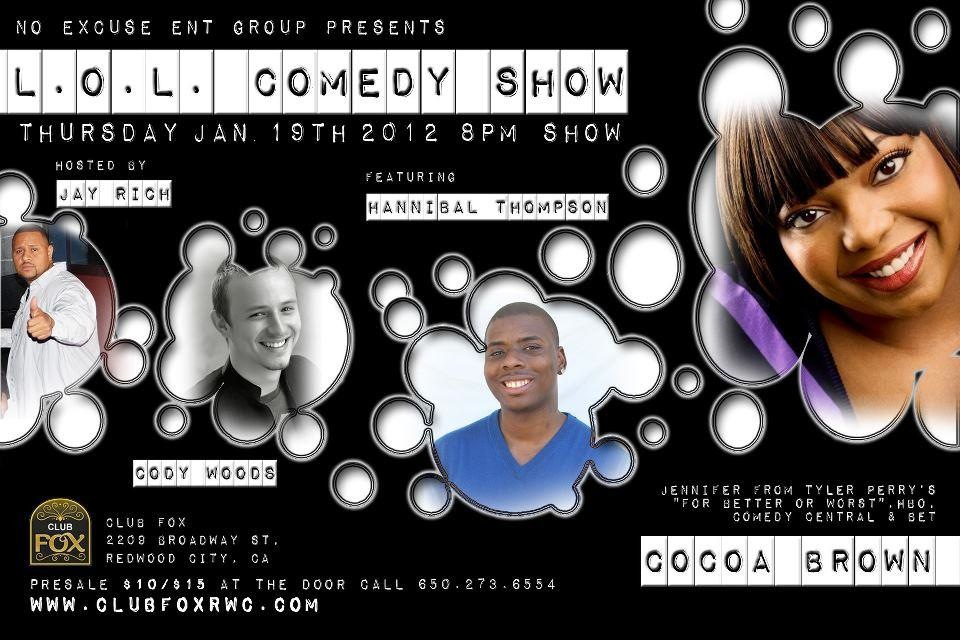 NO EXCUSE ENT GROUP PRESENTS
L.O.L. COMEDY SHOW
THURSDAY JAN. 19TH 2012 8PM SHOW
HOSTED BY
JAY RICH
FEATURING
HANNIBAL THOMPSON
CODY WOODS
JENNIFER FROM TYLER PERRY'S
"FOR BETTER OR WORST", HBO,
COMEDY CENTRAL & BET
COCOA BROWN
CLUB
FOX
CLUB FOX
2209 BROADWAY ST,
REDWOOD CITY, CA
PRESALE $10/$15 AT THE DOOR CALL 650.273.6554
WWW.CLUBFOXRWC.COM